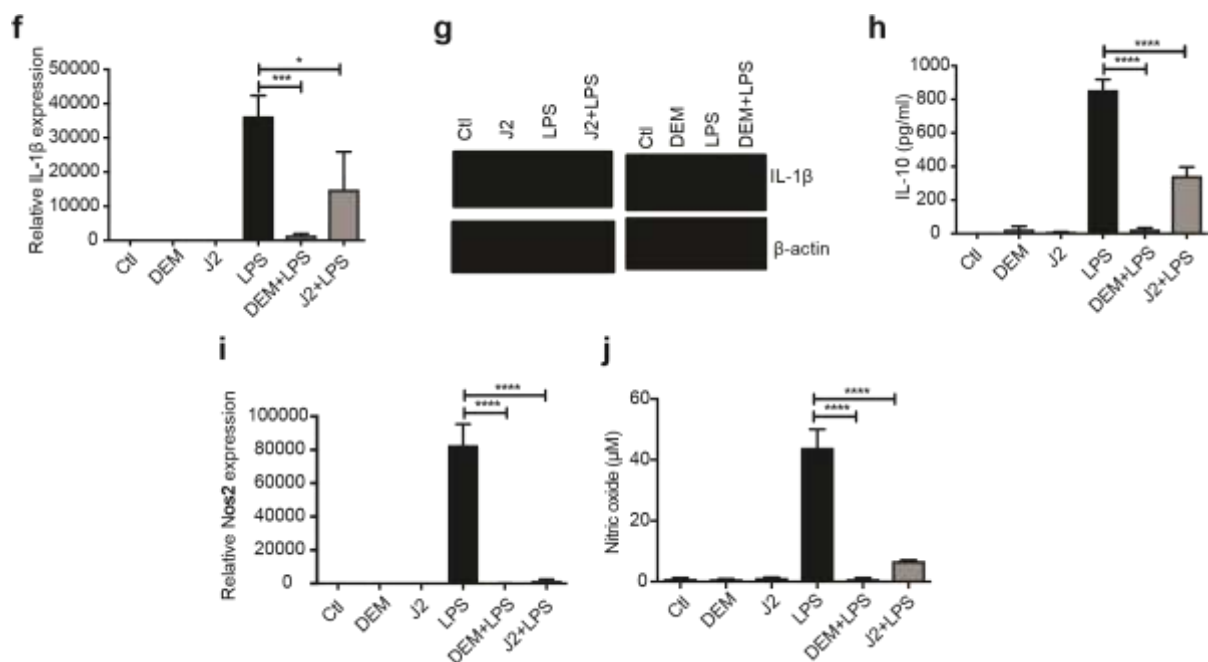 f
Relative IL-1β expression
50000
40000
30000
20000
10000
0
* 
***
Ctl
DEM
J2
LPS
DEM+LPS
J2+LPS
g
Ctl
J2
LPS
J2+LPS
Ctl
DEM
LPS
DEM+LPS
IL-1β
β-actin
h
IL-10 (pg/ml)
1000
800
600
400
200
0
****
****
Ctl
DEM
J2
LPS
DEM+LPS
J2+LPS
i
Relative Nos2 expression
100000
80000
60000
40000
20000
0
****
****
Ctl
DEM
J2
LPS
DEM+LPS
J2+LPS
j
Nitric oxide (µM)
60
40
20
0
****
****
Ctl
DEM
J2
LPS
DEM+LPS
J2+LPS